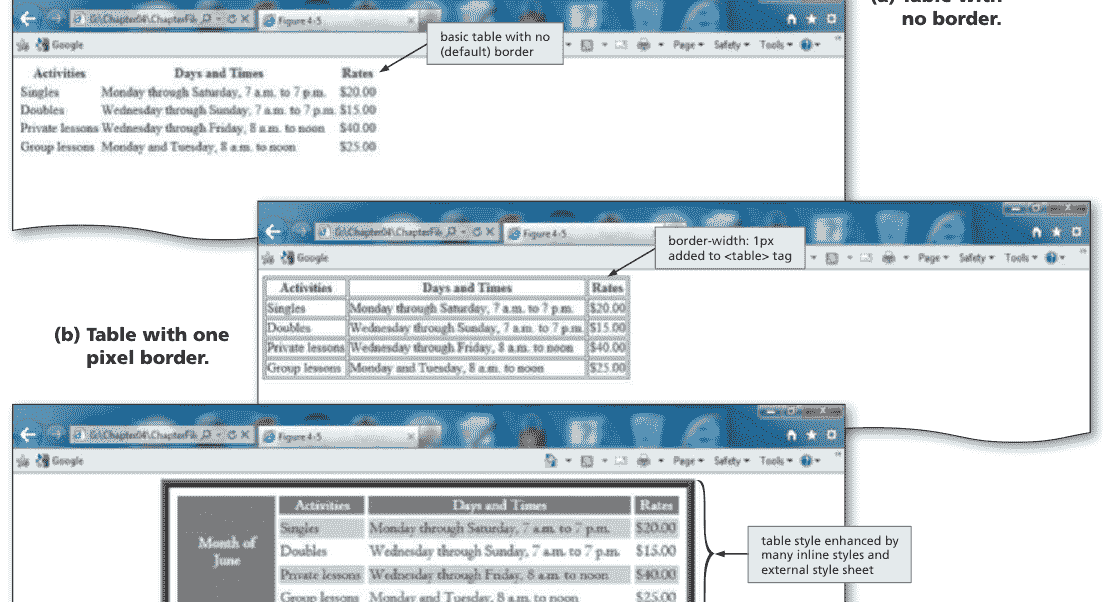 (a) Table with
no border.
G:\Chapter04\ChapterFil
Figure 4-5
Google
Page
Safety
Tools
basic table with no
(default) border
Activities Days and Times Rates
Singles Monday through Saturday, 7 a.m. to 7 p.m. $20.00
Doubles Wednesday through Sunday, 7 a.m. to 7 p.m. $15.00
Private lessons Wednesday through Friday, 8 a.m. to noon $40.00
Group lessons Monday and Tuesday, 8 a.m. to noon $25.00
G:\Chapter04\ChapterFil
Figure 4-5
Google
Page
Safety
Tools
border-width: 1px
added to <table> tag
(b) Table with one
pixel border.
Activities Days and Times Rates
Singles Monday through Saturday, 7 a.m. to 7 p.m. $20.00
Doubles Wednesday through Sunday, 7 a.m. to 7 p.m. $15.00
Private lessons Wednesday through Friday, 8 a.m. to noon $40.00
Group lessons Monday and Tuesday, 8 a.m. to noon $25.00
G:\Chapter04\ChapterFil
Figure 4-5
Google
Page
Safety
Tools
Month of
June
Activities Days and Times Rates
Singles Monday through Saturday, 7 a.m. to 7 p.m. $20.00
Doubles Wednesday through Sunday, 7 a.m. to 7 p.m. $15.00
Private lessons Wednesday through Friday, 8 a.m. to noon $40.00
Group lessons Monday and Tuesday, 8 a.m. to noon $25.00
table style enhanced by
many inline styles and
external style sheet